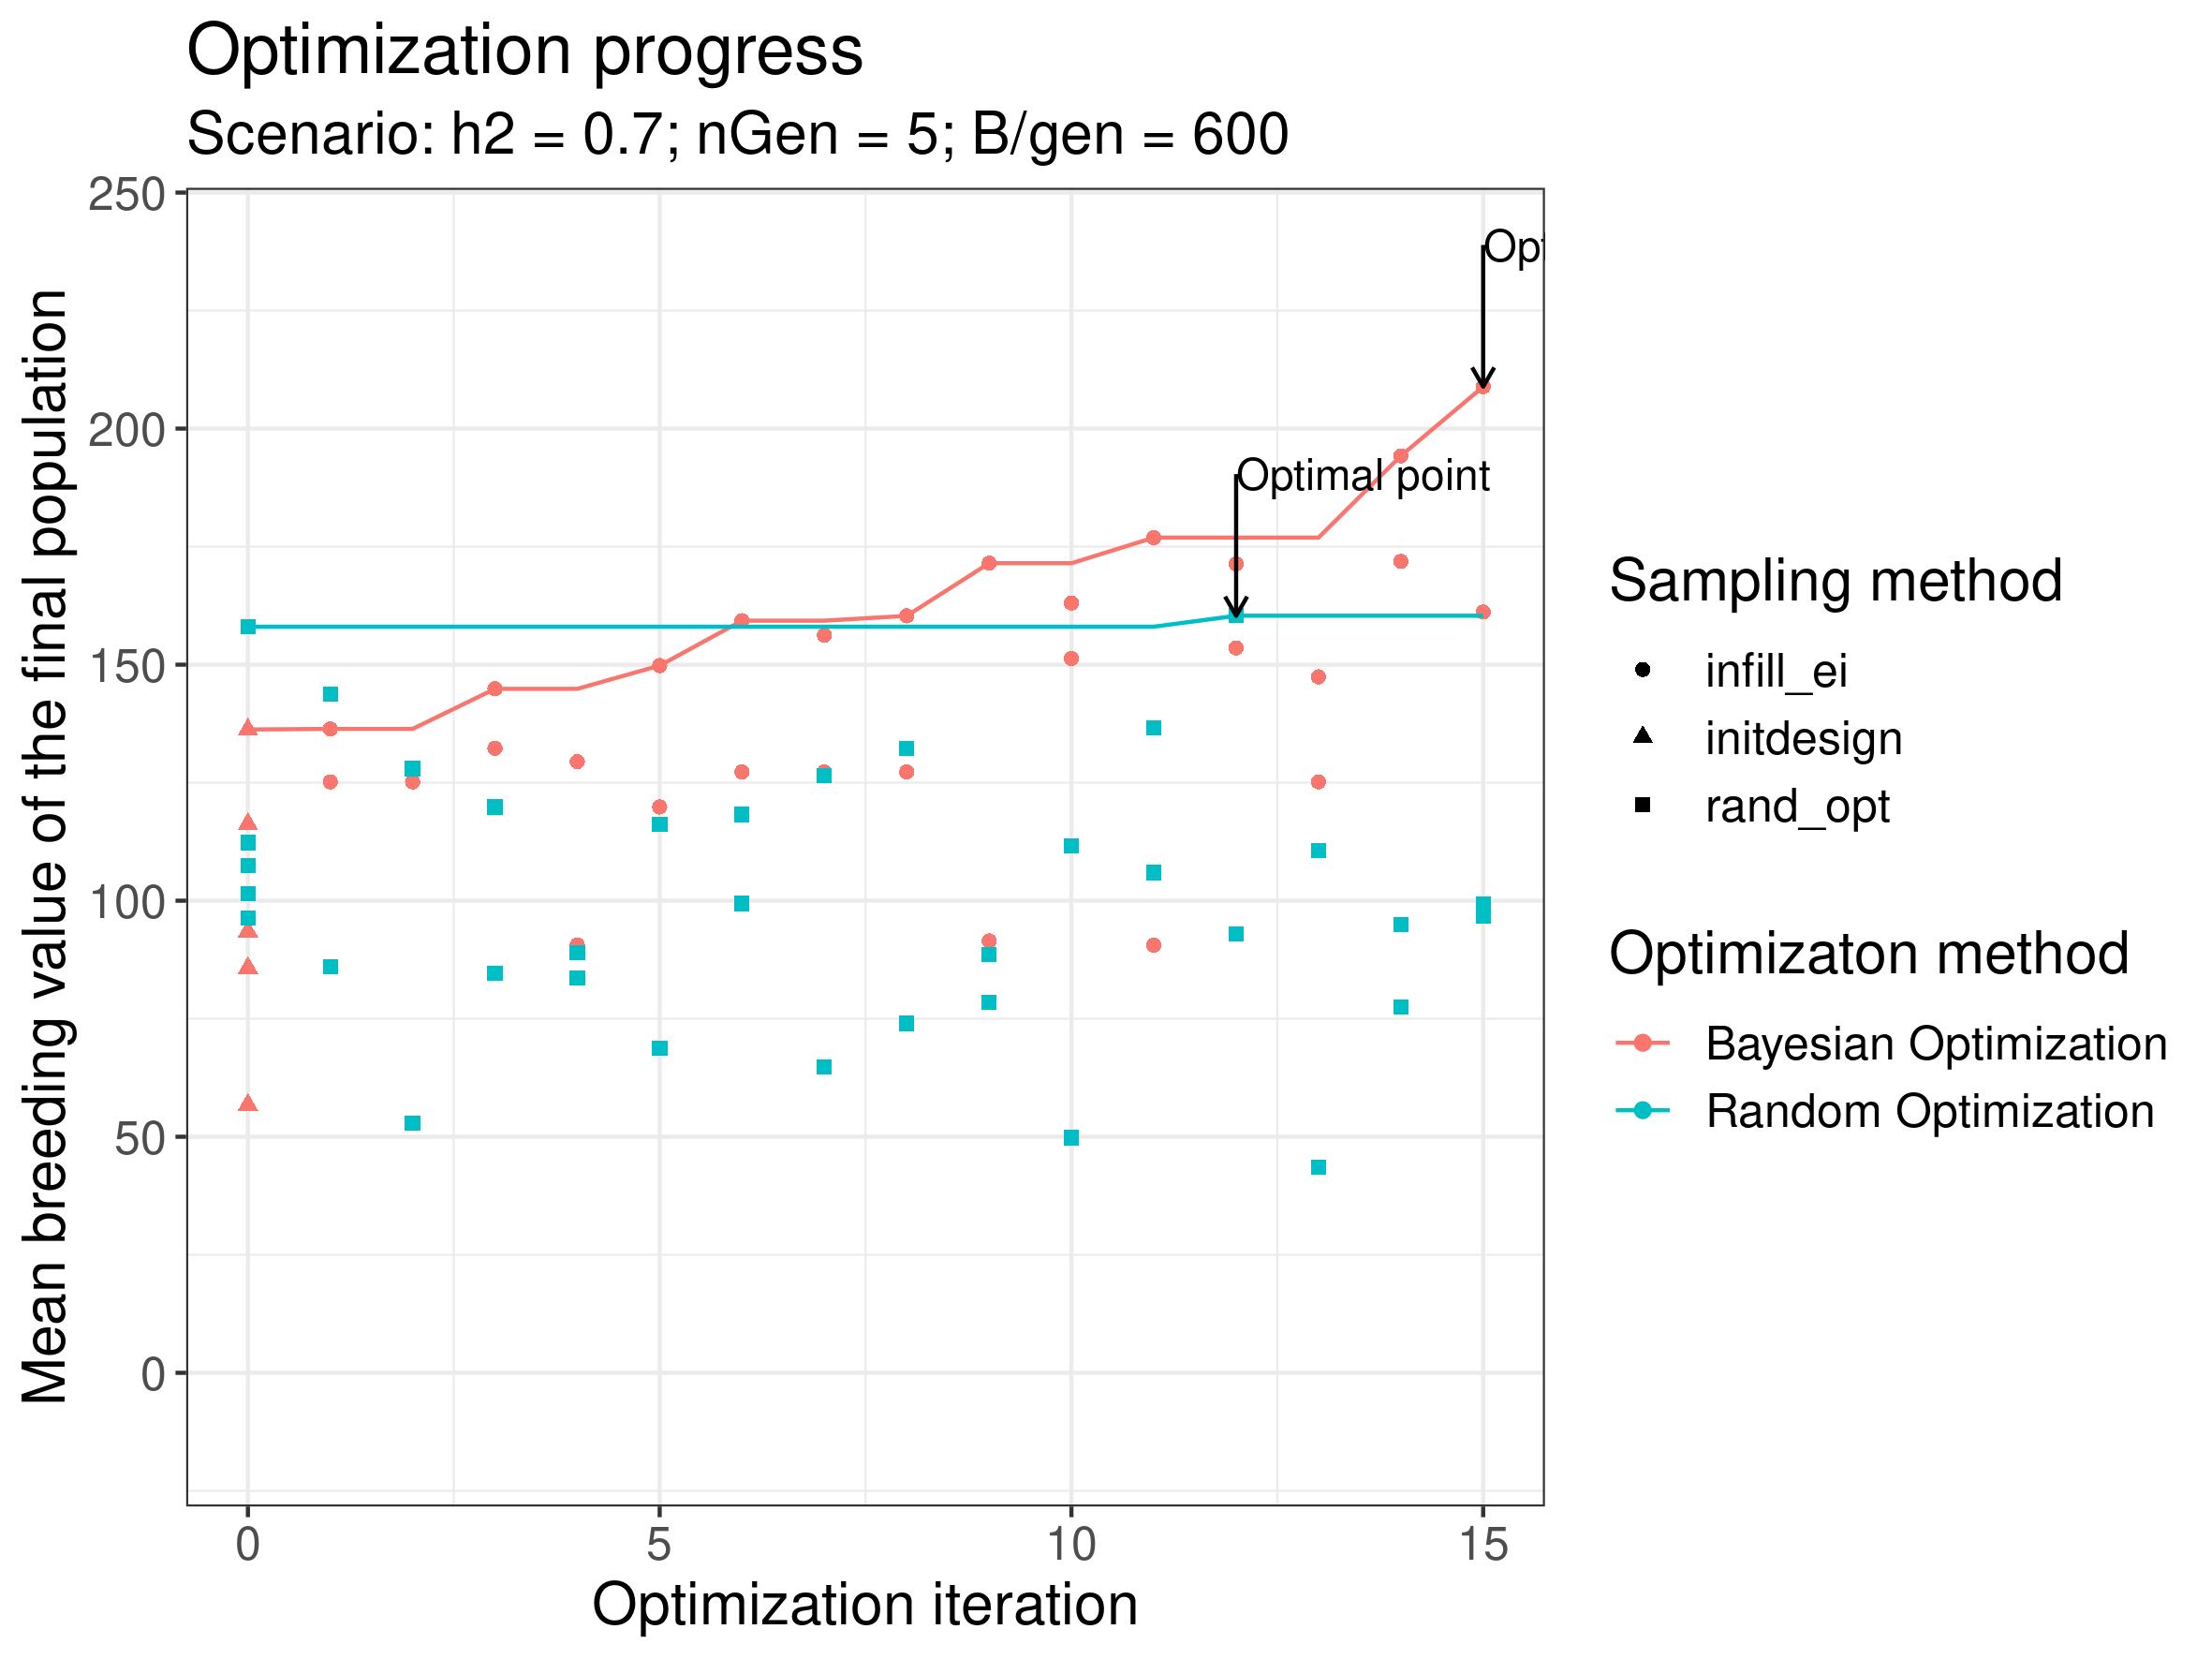 Optimization progress
Scenario: h2 = 0.7; nGen = 5; B/gen = 600
Mean breeding value of the final population
250
200
150
100
50
0
Optimal point
0
5
10
15
Optimization iteration
Sampling method
infill_ei
initdesign
rand_opt
Optimizaton method
Bayesian Optimization
Random Optimization